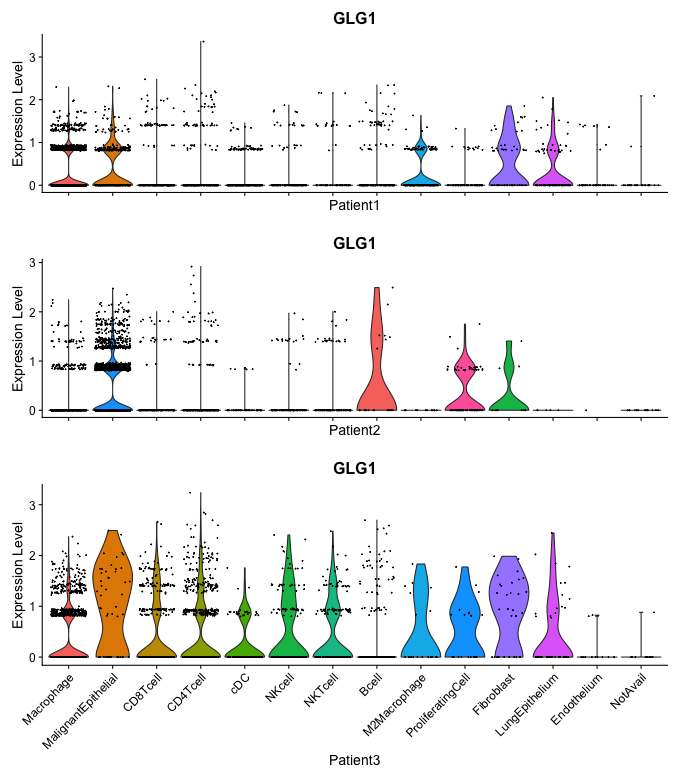 GLG1
Expression Level
3
2
1
0
Patient1
GLG1
Expression Level
3
2
1
0
Patient2
GLG1
Expression Level
3
2
1
0
Macrophage
MalignantEpithelial
CD8Tcell
CD4Tcell
cDC
NKcell
NKTcell
Bcell
M2Macrophage
ProliferatingCell
Fibroblast
LungEpithelium
Endothelium
NotAvail
Patient3